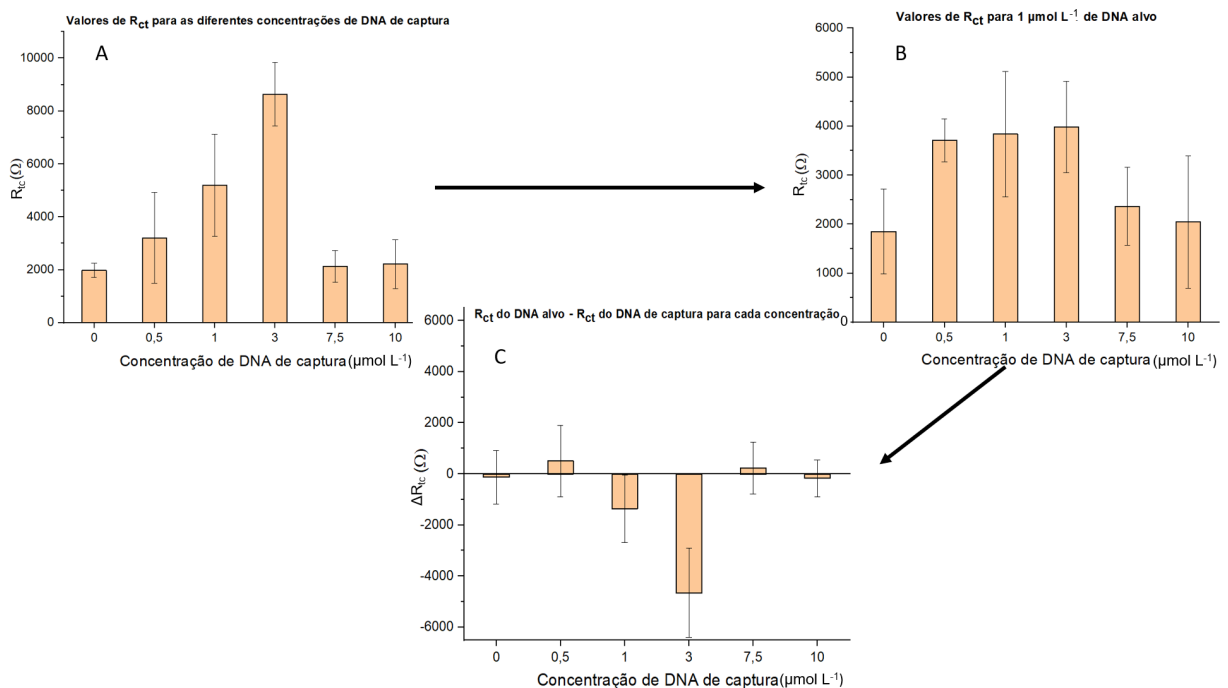 Valores de Rct para as diferentes concentrações de DNA de captura
A
10000
8000
6000
4000
2000
0
Rtc(Ω)
0 0,5 1 3 7,5 10
Concentração de DNA de captura(µmol L⁻¹)
Valores de Rct para 1 µmol L⁻¹ de DNA alvo
B
6000
5000
4000
3000
2000
1000
0
Rtc(Ω)
0 0,5 1 3 7,5 10
Concentração de DNA de captura (µmol L⁻¹)
Rct do DNA alvo - Rct do DNA de captura para cada concentração
C
6000
4000
2000
0
-2000
-4000
-6000
ΔRtc (Ω)
0 0,5 1 3 7,5 10
Concentração de DNA de captura(µmol L⁻¹)